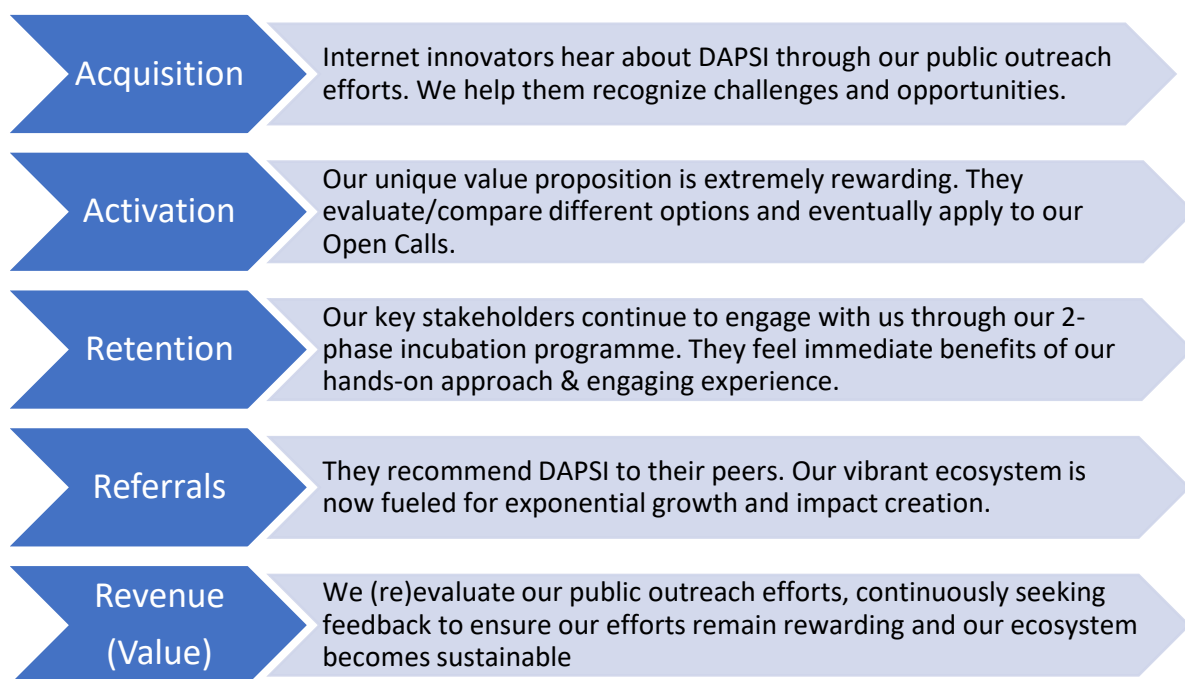 Acquisition
Internet innovators hear about DAPSI through our public outreach
efforts. We help them recognize challenges and opportunities.
Activation
Our unique value proposition is extremely rewarding. They
evaluate/compare different options and eventually apply to our
Open Calls.
Retention
Our key stakeholders continue to engage with us through our 2-
phase incubation programme. They feel immediate benefits of our
hands-on approach & engaging experience.
Referrals
They recommend DAPSI to their peers. Our vibrant ecosystem is
now fueled for exponential growth and impact creation.
Revenue
(Value)
We (re)evaluate our public outreach efforts, continuously seeking
feedback to ensure our efforts remain rewarding and our ecosystem
becomes sustainable